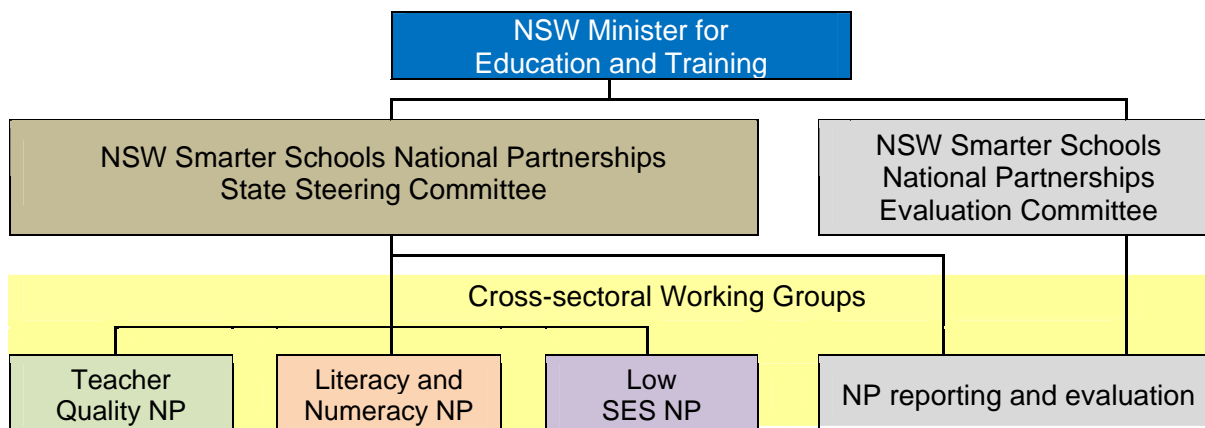 NSW Minister for
Education and Training
NSW Smarter Schools National Partnerships
State Steering Committee
NSW Smarter Schools
National Partnerships
Evaluation Committee
Cross-sectoral Working Groups
Teacher
Quality NP
Literacy and
Numeracy NP
Low
SES NP
NP reporting and evaluation